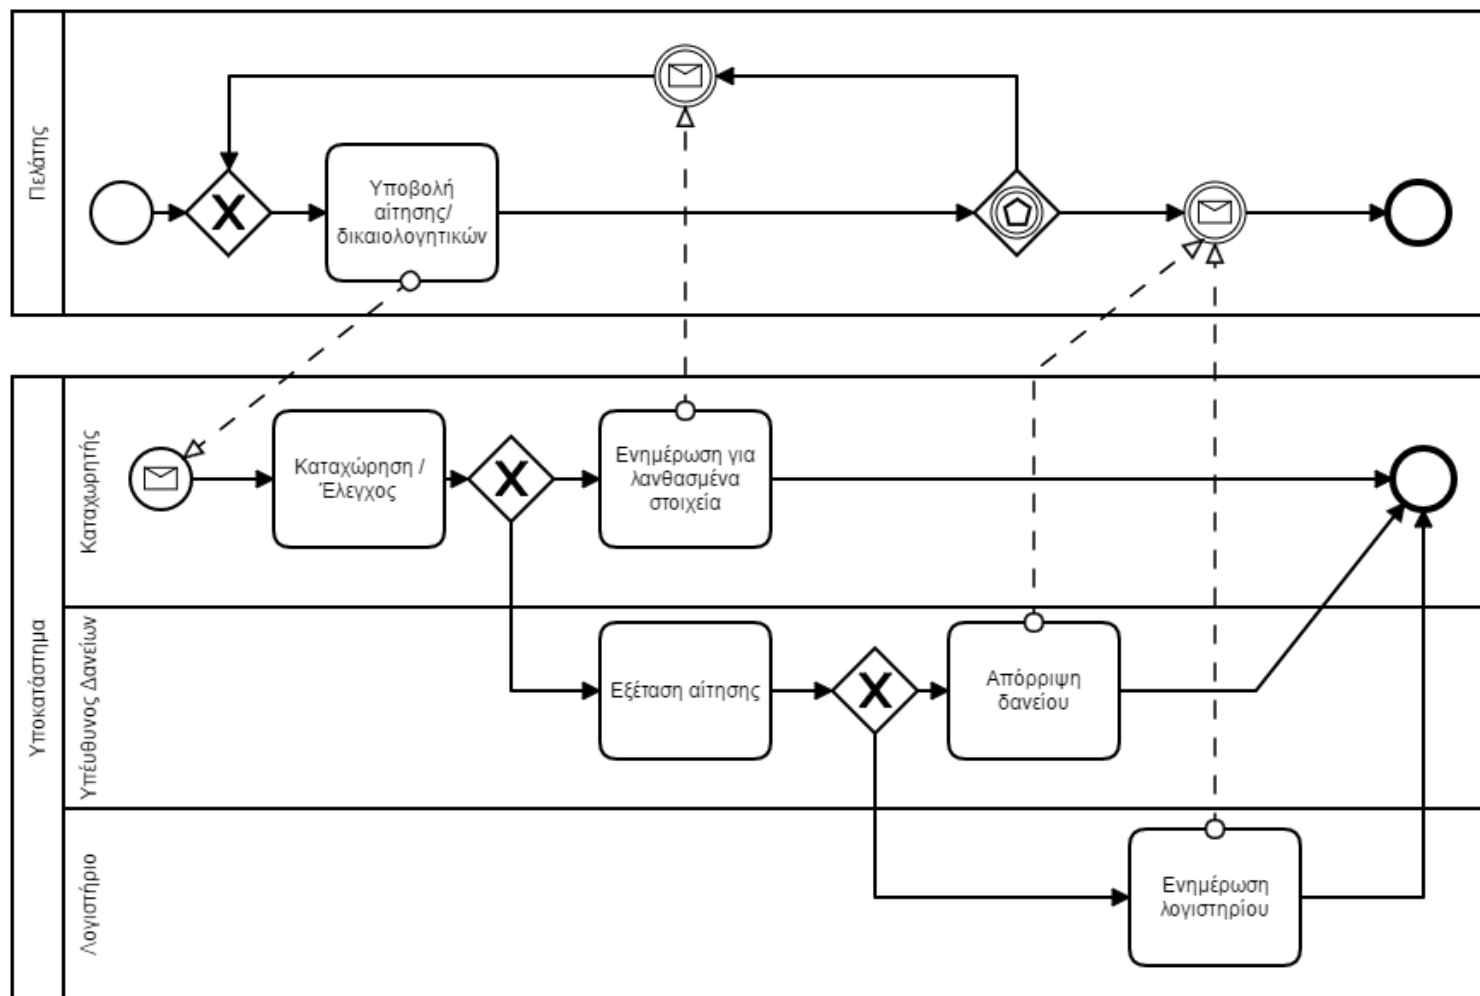 Πελάτης
Υποβολή
αίτησης/
δικαιολογητικών
Υποκατάστημα
Καταχωρητής
Καταχώρηση /
Έλεγχος
Ενημέρωση για
λανθασμένα
στοιχεία
Υπέυθυνος Δανείων
Εξέταση αίτησης
Απόρριψη
δανείου
Λογιστήριο
Ενημέρωση
λογιστηρίου